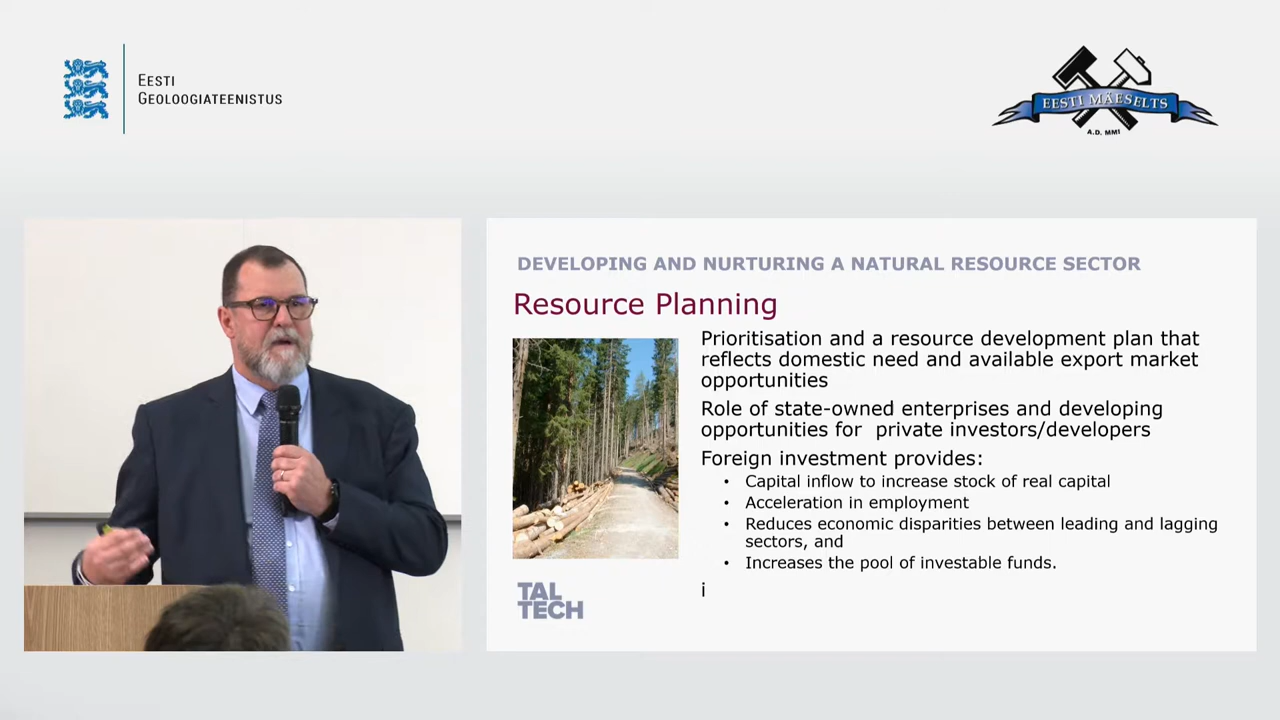 EESTI
GEOLOOGIATEENISTUS
EESTI MÄESELTS
A.D. MMI
DEVELOPING AND NURTURING A NATURAL RESOURCE SECTOR
Resource Planning
Prioritisation and a resource development plan that
reflects domestic need and available export market
opportunities
Role of state-owned enterprises and developing
opportunities for  private investors/developers
Foreign investment provides:
• Capital inflow to increase stock of real capital
• Acceleration in employment
• Reduces economic disparities between leading and lagging
sectors, and
• Increases the pool of investable funds.
i
TAL
TECH